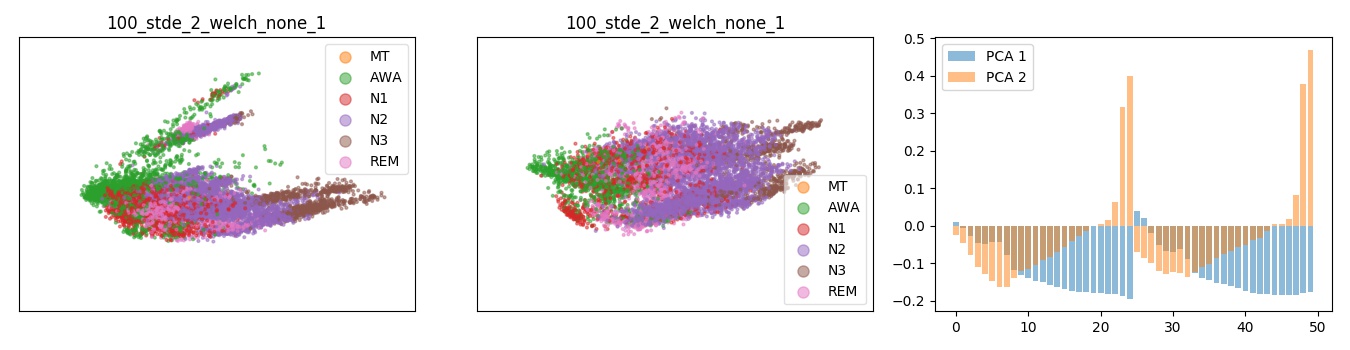 100_stde_2_welch_none_1
MT
AWA
N1
N2
N3
REM
100_stde_2_welch_none_1
MT
AWA
N1
N2
N3
REM
PCA 1
PCA 2
0.5
0.4
0.3
0.2
0.1
0.0
−0.1
−0.2
0 10 20 30 40 50